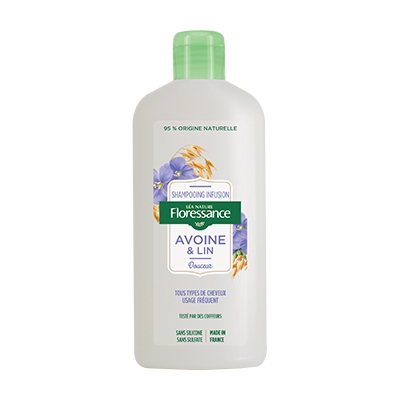 95 % ORIGINE NATURELLE
SHAMPOOING INFUSION
LÉA NATURE
Floressance
AVOINE
& LIN
Douceur
TOUS TYPES DE CHEVEUX
USAGE FRÉQUENT
TESTÉ PAR DES COIFFEURS
SANS SILICONE
SANS SULFATE
MADE IN
FRANCE